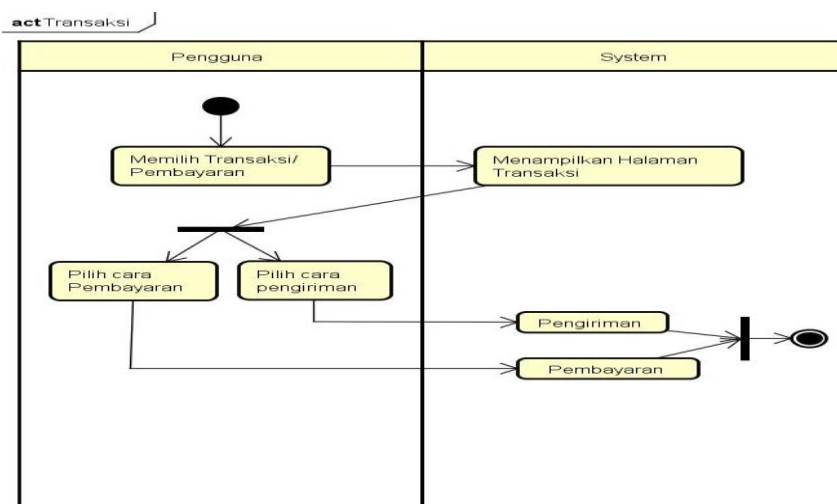 act Transaksi
Pengguna
System
Memilih Transaksi/
Pembayaran
Menampilkan Halaman
Transaksi
Pilih cara
Pembayaran
Pilih cara
pengiriman
Pengiriman
Pembayaran